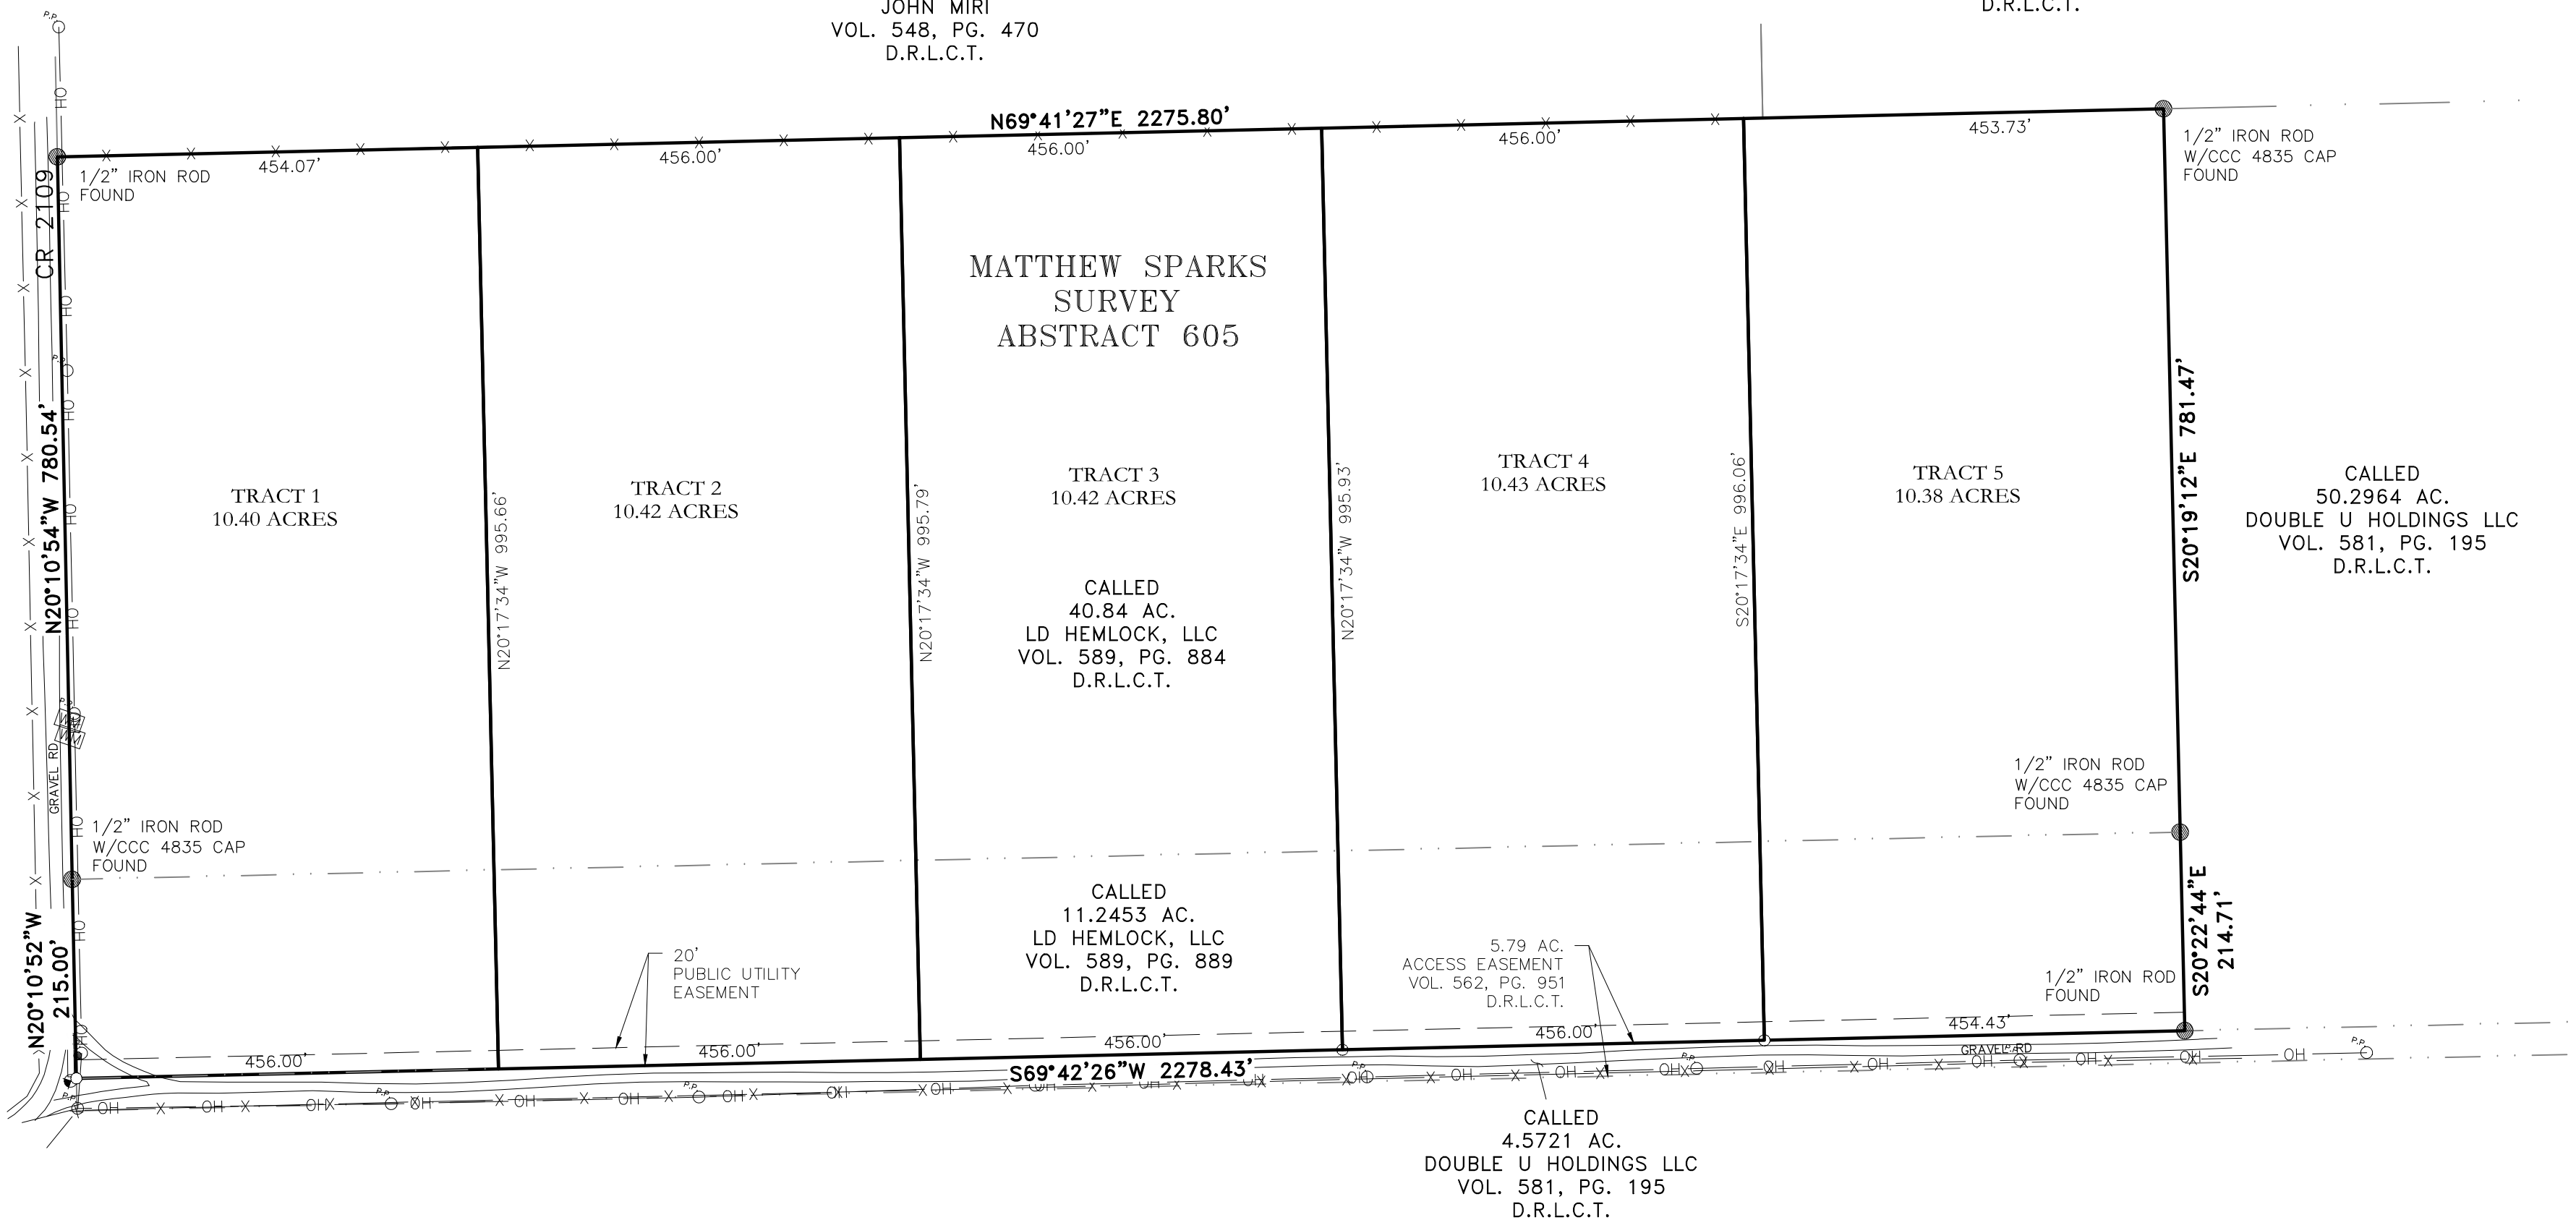 JOHN MIRI
VOL. 548, PG. 470
D.R.L.C.T.
D.R.L.C.T.
P.P.
OH
N69°41'27"E 2275.80'
454.07'
456.00'
456.00'
456.00'
453.73'
1/2" IRON ROD
FOUND
1/2" IRON ROD
W/CCC 4835 CAP
FOUND
CR 2109
MATTHEW SPARKS
SURVEY
ABSTRACT 605
N20°10'54"W 780.54'
TRACT 1
10.40 ACRES
N20°17'34"W 995.66'
TRACT 2
10.42 ACRES
N20°17'34"W 995.79'
TRACT 3
10.42 ACRES
N20°17'34"W 995.93'
TRACT 4
10.43 ACRES
S20°17'34"E 996.06'
TRACT 5
10.38 ACRES
S20°19'12"E 781.47'
CALLED
50.2964 AC.
DOUBLE U HOLDINGS LLC
VOL. 581, PG. 195
D.R.L.C.T.
CALLED
40.84 AC.
LD HEMLOCK, LLC
VOL. 589, PG. 884
D.R.L.C.T.
GRAVEL RD
1/2" IRON ROD
W/CCC 4835 CAP
FOUND
1/2" IRON ROD
W/CCC 4835 CAP
FOUND
N20°10'52"W
215.00'
CALLED
11.2453 AC.
LD HEMLOCK, LLC
VOL. 589, PG. 889
D.R.L.C.T.
20'
PUBLIC UTILITY
EASEMENT
5.79 AC.
ACCESS EASEMENT
VOL. 562, PG. 951
D.R.L.C.T.
1/2" IRON ROD
FOUND
S20°22'44"E
214.71'
456.00'
456.00'
456.00'
456.00'
454.43'
S69°42'26"W 2278.43'
GRAVEL RD
CALLED
4.5721 AC.
DOUBLE U HOLDINGS LLC
VOL. 581, PG. 195
D.R.L.C.T.